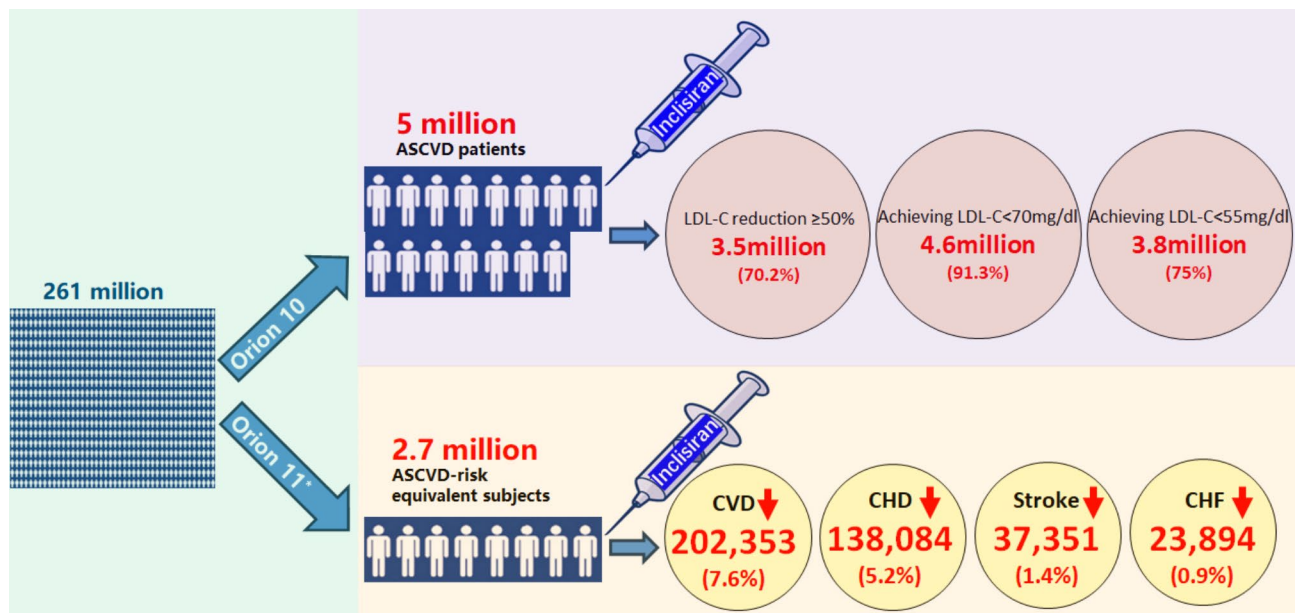 261 million
Orion 10
Orion 11*
5 million
ASCVD patients
Inclisiran
LDL-C reduction ≥50%
3.5million
(70.2%)
Achieving LDL-C<70mg/dl
4.6million
(91.3%)
Achieving LDL-C<55mg/dl
3.8million
(75%)
2.7 million
ASCVD-risk
equivalent subjects
Inclisiran
CVD
202,353
(7.6%)
CHD
138,084
(5.2%)
Stroke
37,351
(1.4%)
CHF
23,894
(0.9%)